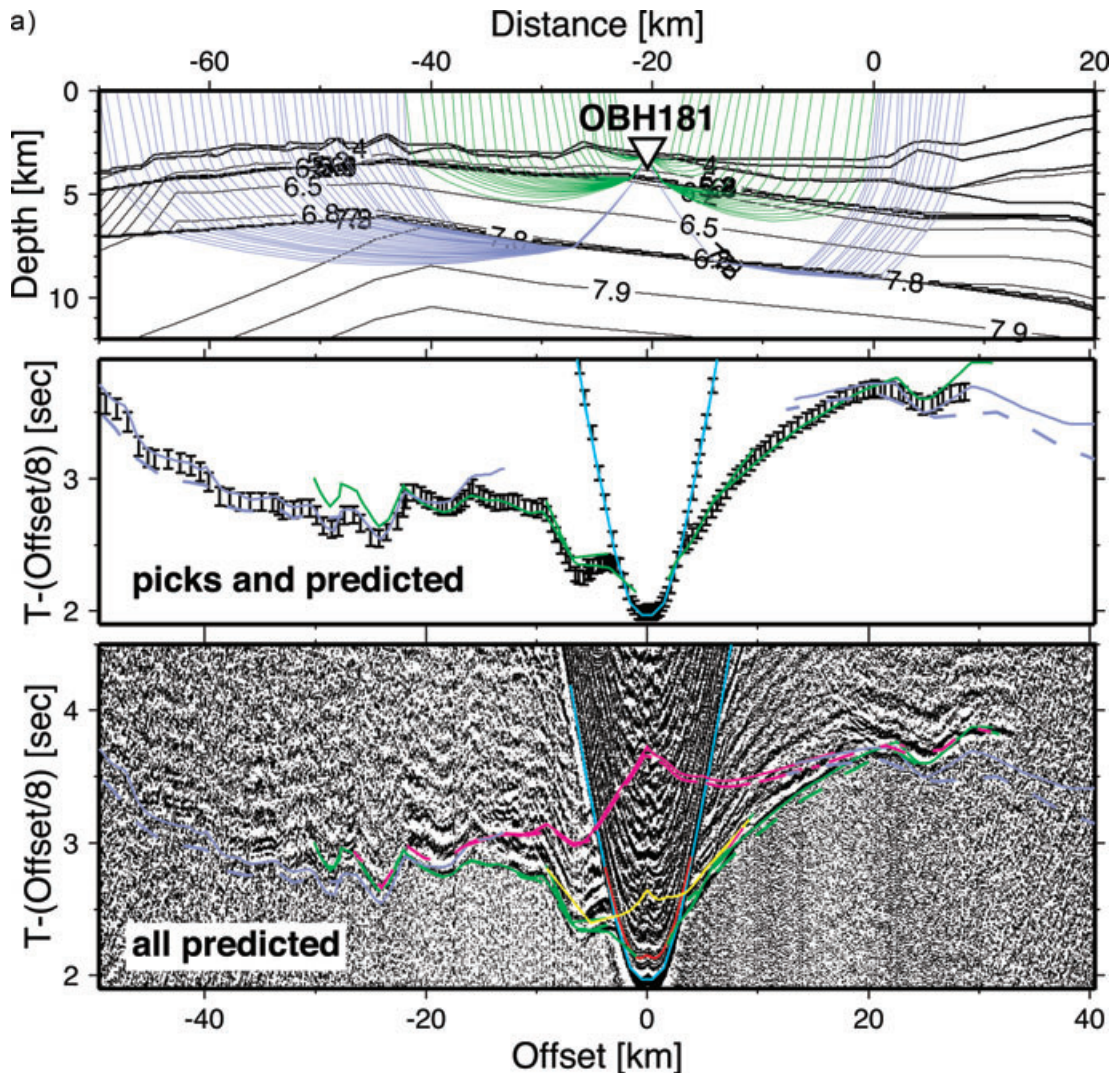 a)
Distance [km]
-60 -40 -20 0 20
Depth [km]
0
5
10
OBH181
4
4
6.5
6.8
7.8
6.5
7.8
7.9
7.9
T-(Offset/8) [sec]
3
2
picks and predicted
T-(Offset/8) [sec]
4
3
2
all predicted
-40 -20 0 20 40
Offset [km]